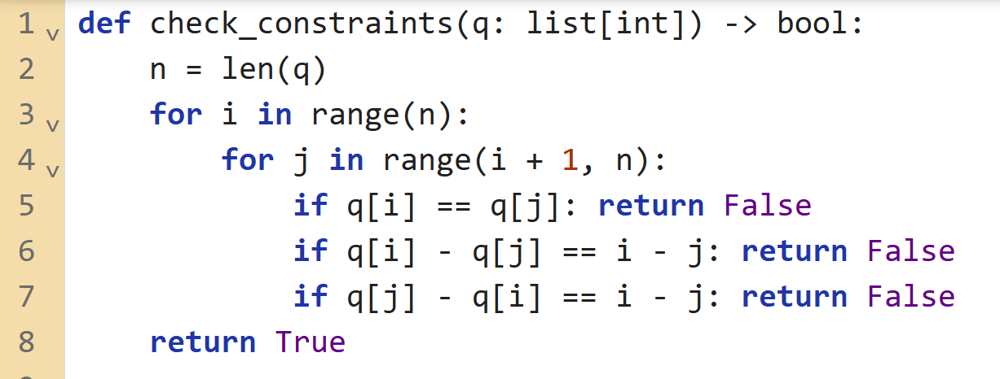 1 def check_constraints(q: list[int]) -> bool:
2     n = len(q)
3     for i in range(n):
4         for j in range(i + 1, n):
5             if q[i] == q[j]: return False
6             if q[i] - q[j] == i - j: return False
7             if q[j] - q[i] == i - j: return False
8     return True